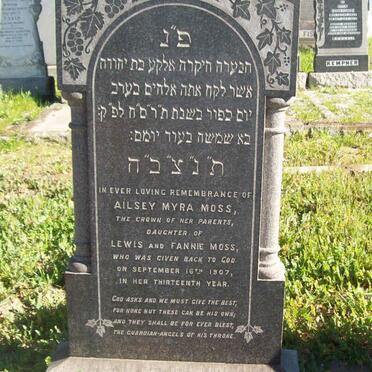 פ״נ
הנערה היקרה אלקע בת יהודה
אשר לקח אתה אלהים בערב
יום כפור בשנת תרס״ח לפ״ק:
בא שמשה בעוד יומם:
ת״נ״צ״ב״ה
IN EVER LOVING REMEMBRANCE OF
AILSEY MYRA MOSS,
THE CROWN OF HER PARENTS,
DAUGHTER OF
LEWIS AND FANNIE MOSS,
WHO WAS GIVEN BACK TO GOD
ON SEPTEMBER 16TH 1907,
IN HER THIRTEENTH YEAR.
GOD ASKS AND WE MUST GIVE THE BEST,
FOR NONE BUT THESE CAN BE HIS OWN;
AND THEY SHALL BE FOR EVER BLEST,
THE GUARDIAN-ANGELS OF HIS THRONE.
KEMPNER